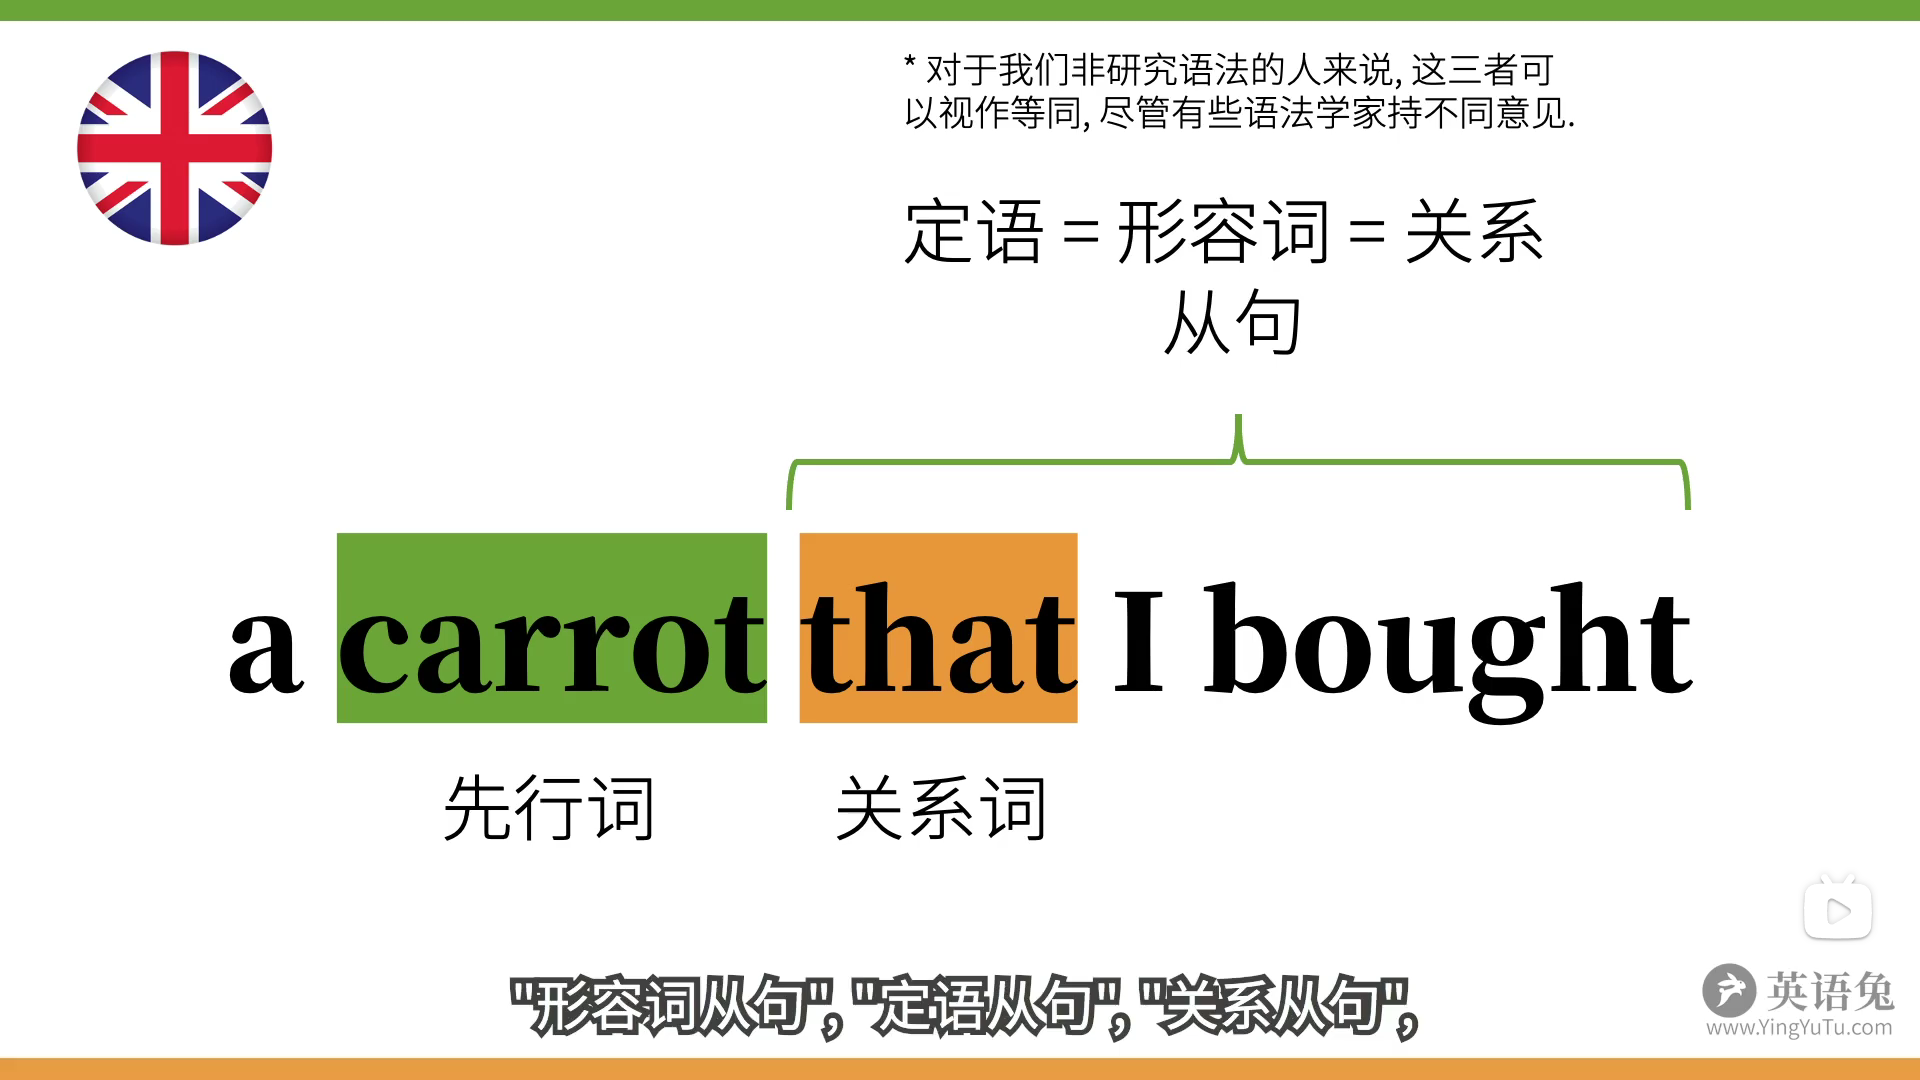 * 对于我们非研究语法的人来说, 这三者可
以视作等同, 尽管有些语法学家持不同意见.
定语 = 形容词 = 关系
从句
a carrot that I bought
先行词 关系词
"形容词从句", "定语从句", "关系从句",
英语兔
www.YingYuTu.com